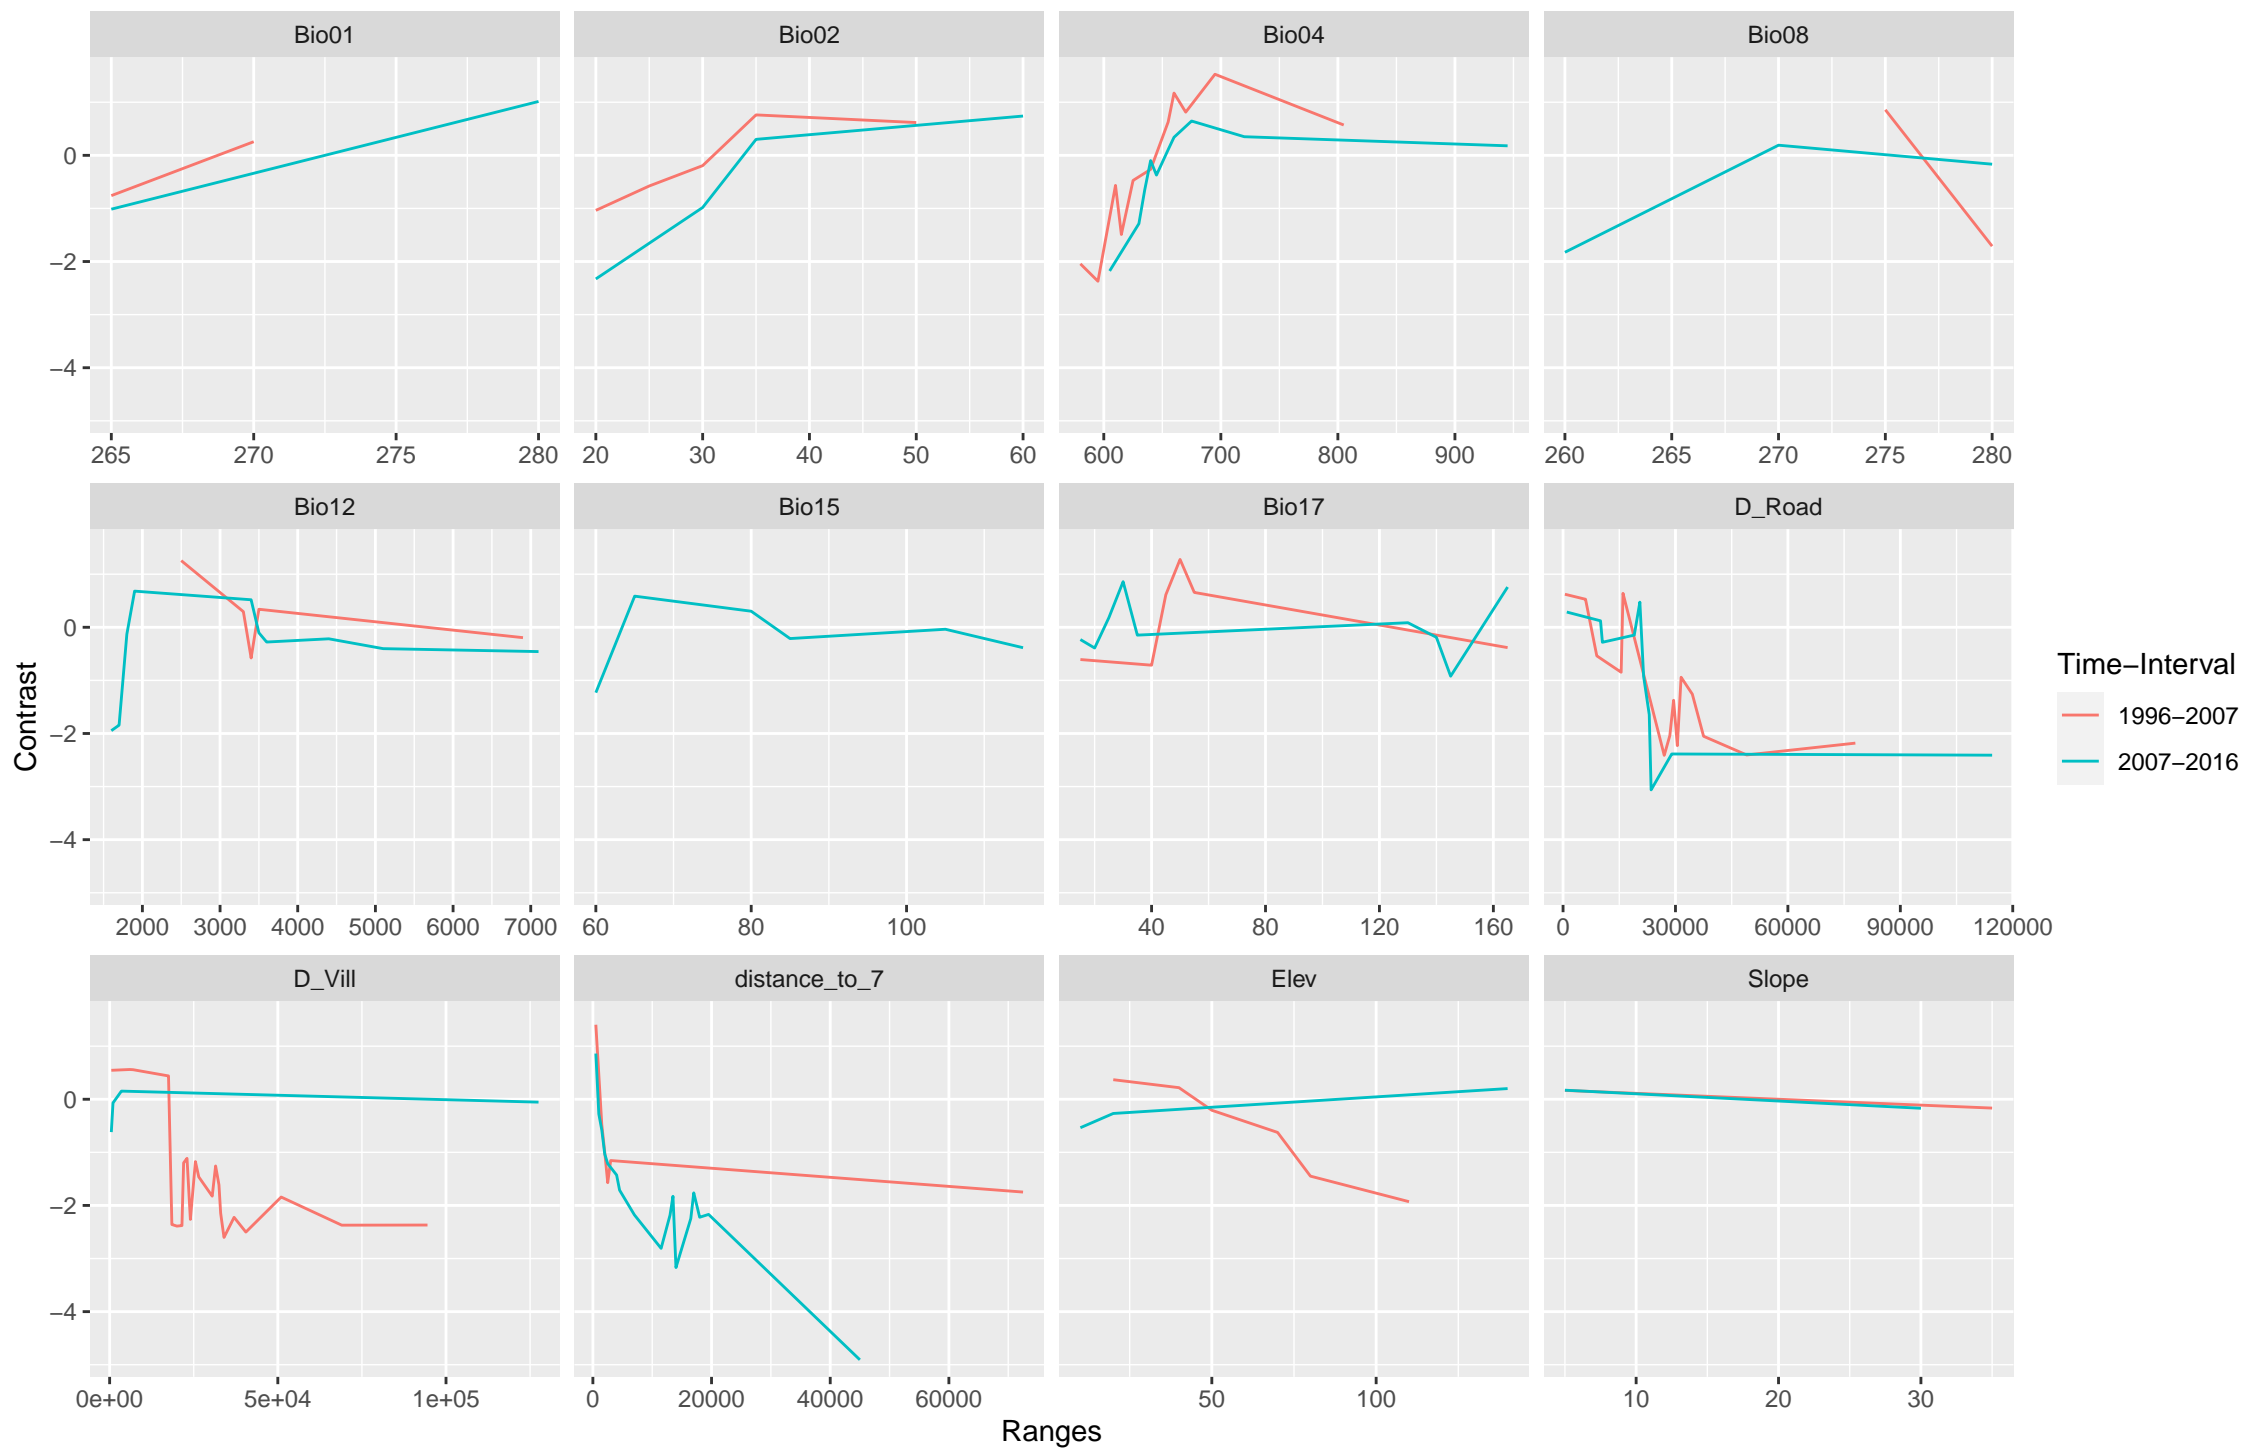 Bio01 Bio02 Bio04 Bio08
0
−2
−4
265 270 275 280 20 30 40 50 60 600 700 800 900 260 265 270 275 280
Bio12 Bio15 Bio17 D_Road
0
−2
−4
2000 3000 4000 5000 6000 7000 60 80 100 40 80 120 160 0 30000 60000 90000 120000
D_Vill distance_to_7 Elev Slope
0
−2
−4
0e+00 5e+04 1e+05 0 20000 40000 60000 50 100 10 20 30
Ranges
Contrast
Time−Interval
1996−2007
2007−2016